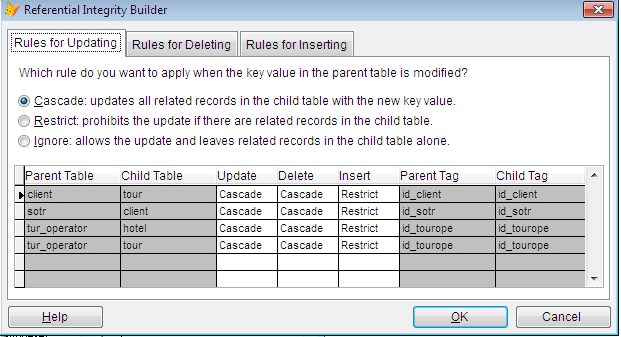 Referential Integrity Builder
Rules for Updating Rules for Deleting Rules for Inserting
Which rule do you want to apply when the key value in the parent table is modified?
Cascade: updates all related records in the child table with the new key value.
Restrict: prohibits the update if there are related records in the child table.
Ignore: allows the update and leaves related records in the child table alone.
Parent Table Child Table Update Delete Insert Parent Tag Child Tag
client tour Cascade Cascade Restrict id_client id_client
sotr client Cascade Cascade Restrict id_sotr id_sotr
tur_operator hotel Cascade Cascade Restrict id_tourope id_tourope
tur_operator tour Cascade Cascade Restrict id_tourope id_tourope
Help OK Cancel